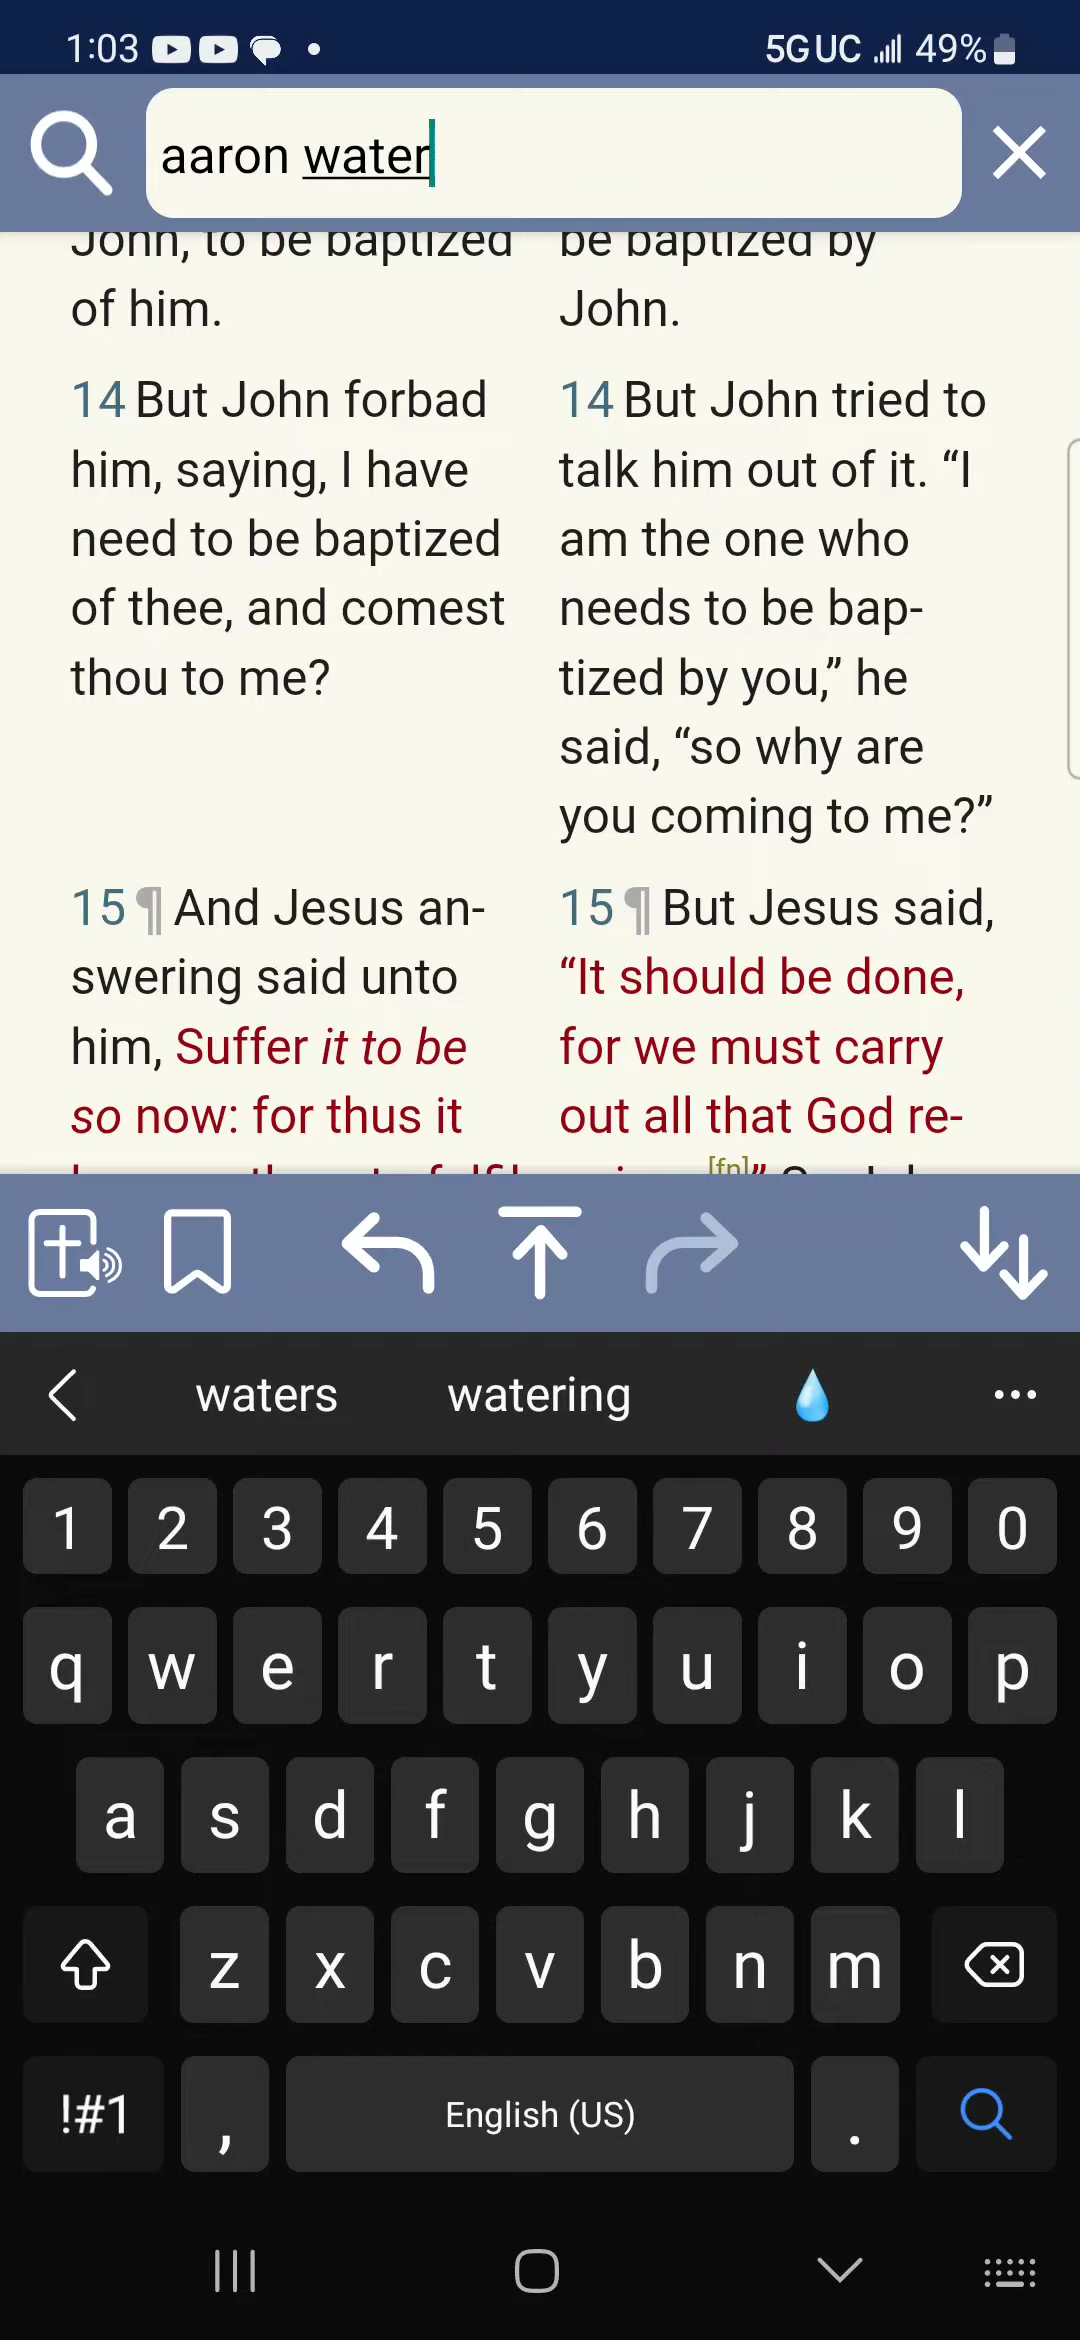 1:03 5G UC 49%
aaron water
John, to be baptized
of him.
14 But John forbad
him, saying, I have
need to be baptized
of thee, and comest
thou to me?
15 ¶ And Jesus an-
swering said unto
him, Suffer it to be
so now: for thus it
be baptized by
John.
14 But John tried to
talk him out of it. “I
am the one who
needs to be bap-
tized by you,” he
said, “so why are
you coming to me?”
15 ¶ But Jesus said,
“It should be done,
for we must carry
out all that God re-
[fn]”
waters watering
1 2 3 4 5 6 7 8 9 0
q w e r t y u i o p
a s d f g h j k l
z x c v b n m
!#1 , English (US) .